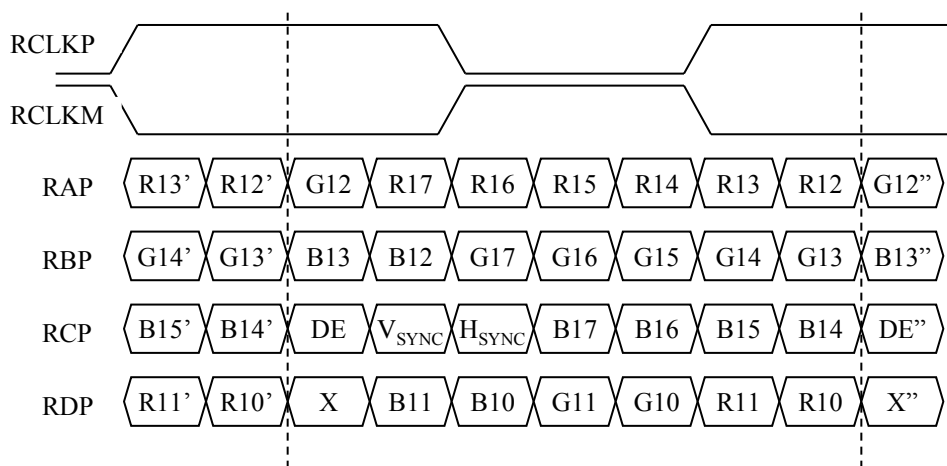 RCLKP
RCLKM
RAP R13’ R12’ G12 R17 R16 R15 R14 R13 R12 G12”
RBP G14’ G13’ B13 B12 G17 G16 G15 G14 G13 B13”
RCP B15’ B14’ DE VSYNC HSYNC B17 B16 B15 B14 DE”
RDP R11’ R10’ X B11 B10 G11 G10 R11 R10 X”